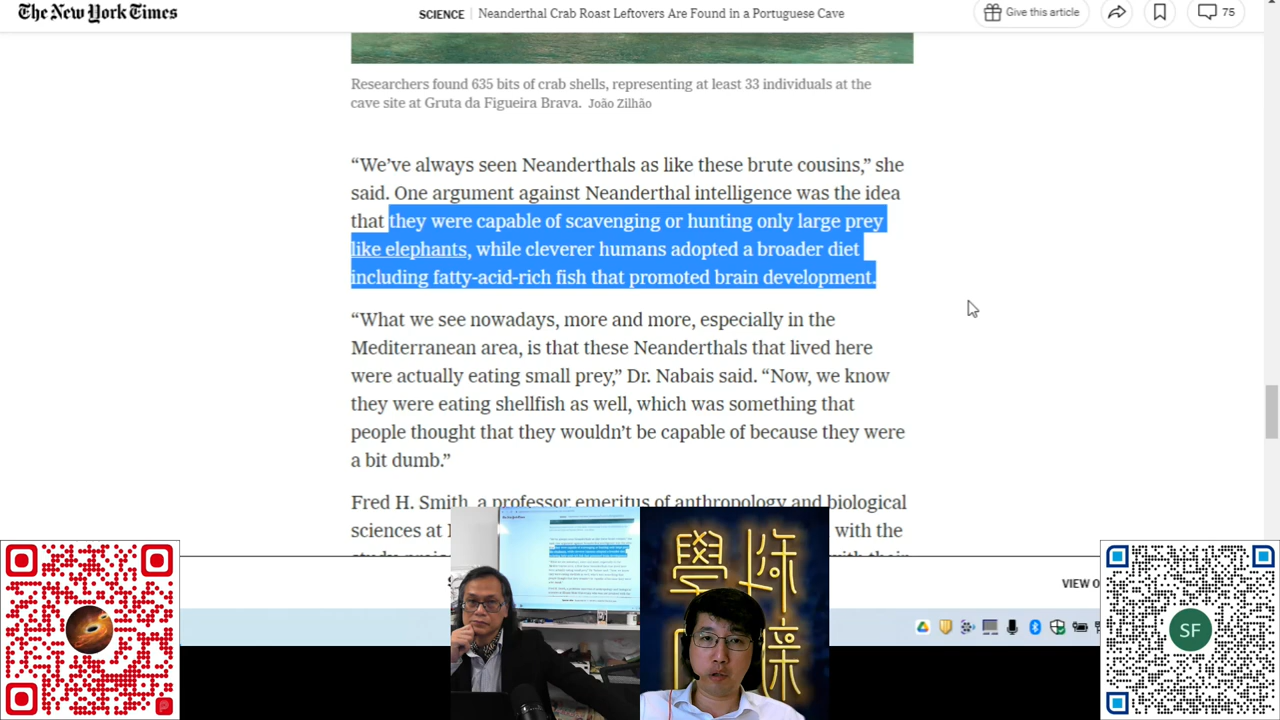 The New York Times
SCIENCE | Neanderthal Crab Roast Leftovers Are Found in a Portuguese Cave
Give this article
75
Researchers found 635 bits of crab shells, representing at least 33 individuals at the
cave site at Gruta da Figueira Brava. João Zilhão
“We’ve always seen Neanderthals as like these brute cousins,” she
said. One argument against Neanderthal intelligence was the idea
that they were capable of scavenging or hunting only large prey
like elephants, while cleverer humans adopted a broader diet
including fatty-acid-rich fish that promoted brain development.
“What we see nowadays, more and more, especially in the
Mediterranean area, is that these Neanderthals that lived here
were actually eating small prey,” Dr. Nabais said. “Now, we know
they were eating shellfish as well, which was something that
people thought that they wouldn’t be capable of because they were
a bit dumb.”
Fred H. Smith, a professor emeritus of anthropology and biological
sciences at
with the
VIEW
學
來
SF